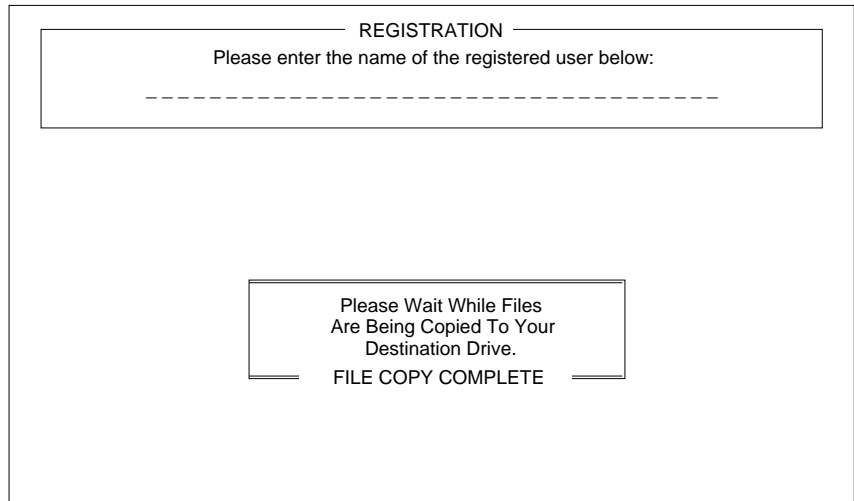 REGISTRATION
Please enter the name of the registered user below:
_ _ _ _ _ _ _ _ _ _ _ _ _ _ _ _ _ _ _ _ _ _ _ _ _ _ _ _ _ _ _ _ _ _ _ _
Please Wait While Files
Are Being Copied To Your
Destination Drive.
FILE COPY COMPLETE